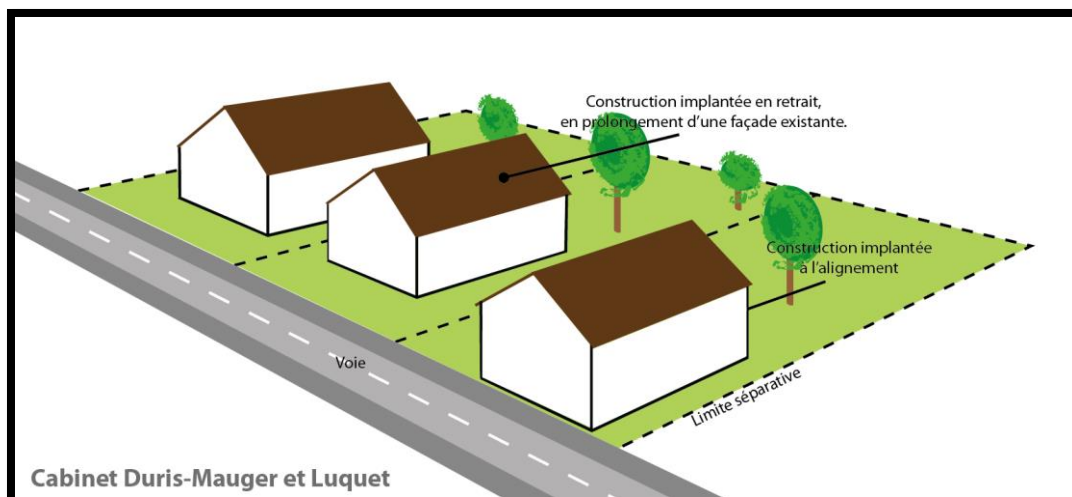 Construction implantée en retrait,
en prolongement d'une façade existante.
Construction implantée
à l'alignement
Voie
Limite séparative
Cabinet Duris-Mauger et Luquet